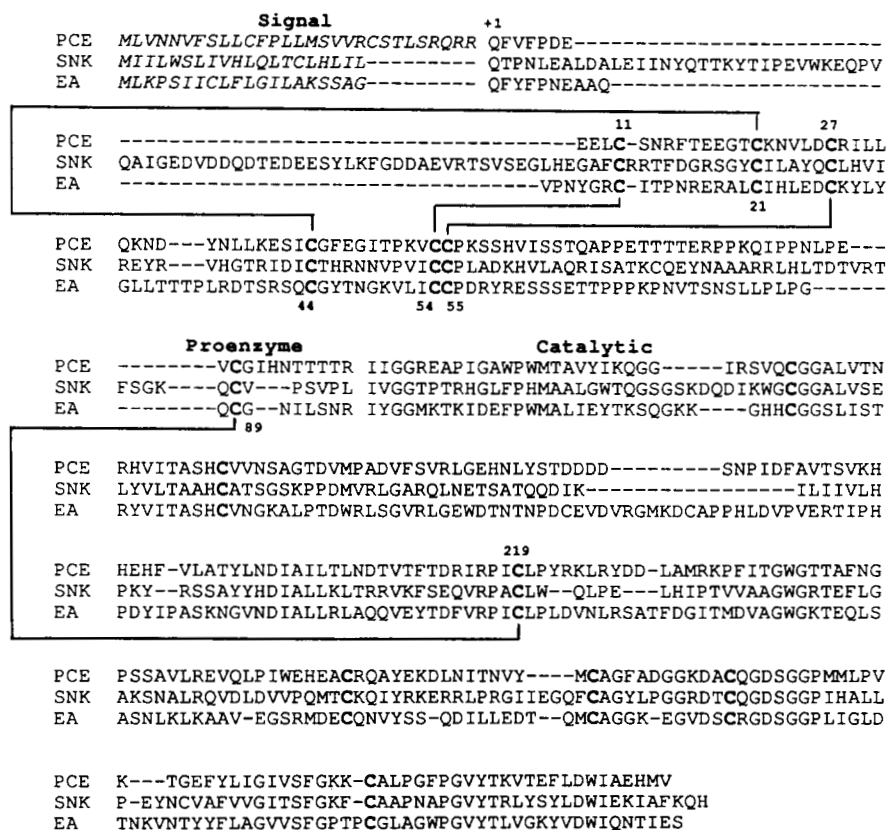 Signal +1
PCE MLVNNVFSLLCFPLLMSVVRCSTLSRQRR QFVFPDE-----------------------------
SNK MIILWSLIVHLQLTCLHLIL--------- QTPNLEALDALEIINYQTTKYTIPEVWKEQPV
EA MLKPSIICLFLGILAKSSAG--------- QFYFPNEAAQ----------------------
11 27
PCE ----------------------------------EELC-SNRFTEEGTCKNVLDCRILL
SNK QAIGEDVDDQDTEDEESYLKFGDDAEVRTSVSEGLHEGAFCRRTFDGRSGYCILAYQCLHVI
EA -------------------------------VPNYGRC-ITPNRERALCIHLEDCKYLY
21
PCE QKND---YNLLKESICGFEGITPKVCCPKSSHVISSTQAPPETTTTERPPKQIPPNLPE---
SNK REYR---VHGTRIDICTHRNNVPVICCPLADKHVLAQRISATKCQEYNAAARRLHLTDTVRT
EA GLLTTTPLRDTSRSQCGYTNGKVLICCPDRYRESSSETTPPPKPNVTSNSLLPLPG------
44 54 55
Proenzyme Catalytic
PCE --------VCGIHNTTTTR IIGGREAPIGAWPWMTAVYIKQGG-----IRSVQCGGALVTN
SNK FSGK----QCV---PSVPL IVGGTPTRHGLFPHMAALGWTQGSGSKDQDIKWGCGGALVSE
EA --------QCG--NILSNR IYGGMKTKIDEFPWMALIEYTKSQGKK----GHHCGGSLIST
89
PCE RHVITASHCVVNSAGTDVMPADVFSVRLGEHNLYSTDDDD----------SNPIDFAVTSVKH
SNK LYVLTAAHCATSGSKPPDMVRLGARQLNETSATQQDIK----------------ILIIVLH
EA RYVITASHCVNGKALPTDWRLSGVRLGEWDTNTNPDCEVDVRGMKDCAPPHLDVPVERTIPH
219
PCE HEHF-VLATYLNDIAILTLNDTVTFTDRIRPICLPYRKLRYDD--LAMRKPFITGWGTTAFNG
SNK PKY--RSSAYYHDIALLKLTRRVKFSEQVRPACLW--QLPE---LHIPTVVAAGWGRTEFLG
EA PDYIPASKNGVNDIALLRLAQQVEYTDFVRPICLPLDVNLRSATFDGITMDVAGWGKTEQLS
PCE PSSAVLREVQLPIWEHEACRQAYEKDLNITNVY----MCAGFADGGKDACQGDSGGPMMLPV
SNK AKSNALRQVDLDVVPQMTCKQIYRKERRLPRGIIEGQFCAGYLPGGRDTCQGDSGGPIHALL
EA ASNLKLKAAV-EGSRMDECQNVYSS-QDILLEDT--QMCAGGK-EGVDSCRGDSGGPLIGLD
PCE K---TGEFYLIGIVSFGKK-CALPGFPGVYTKVTEFLDWIAEHMV
SNK P-EYNCVAFVVGITSFGKF-CAAPNAPGVYTRLYSYLDWIEKIAFKQH
EA TNKVNTYYFLAGVVSFGPTPCGLAGWPGVYTLVGKYVDWIQNTIES